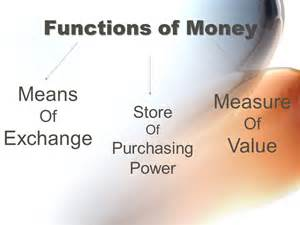 Functions of Money
Means
Of
Exchange
Store
Of
Purchasing
Power
Measure
Of
Value